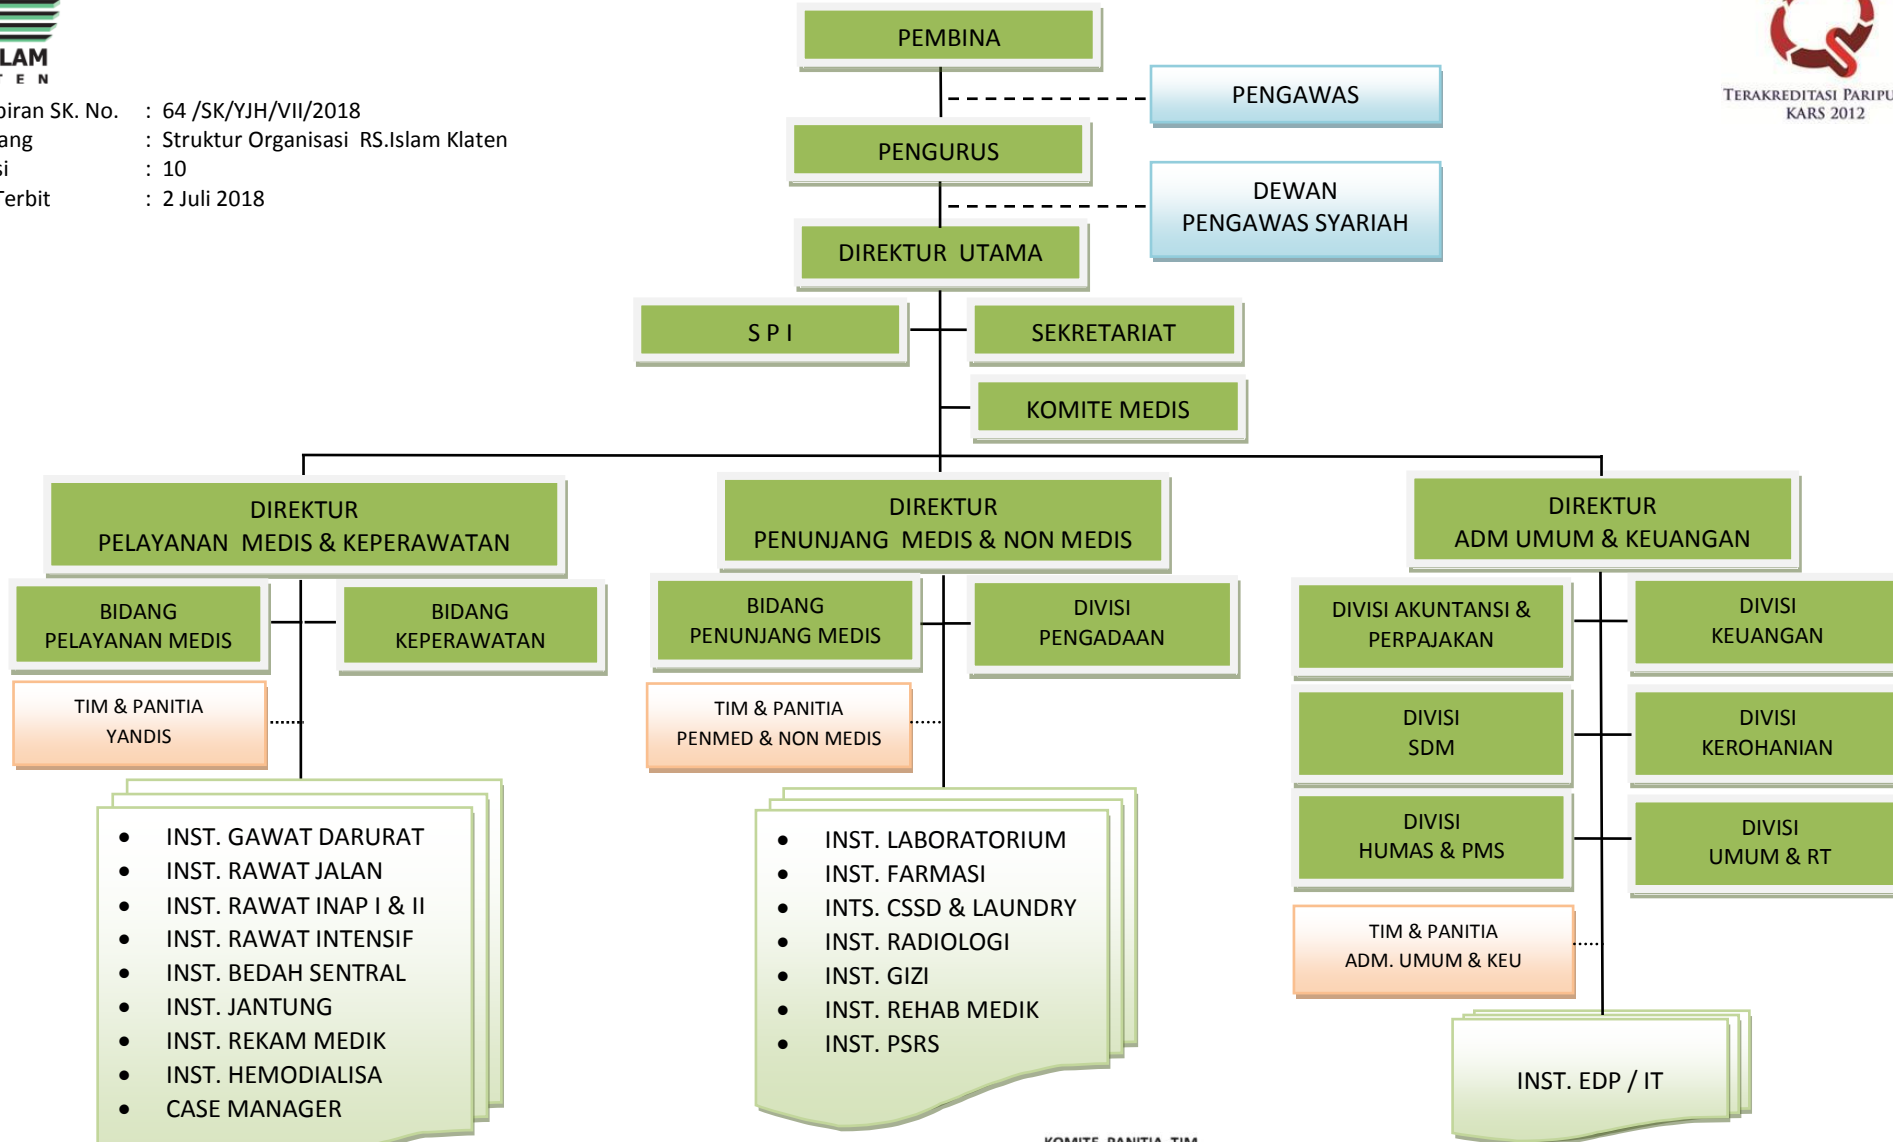 LAM
T E N
piran SK. No. : 64 /SK/YJH/VII/2018
ang : Struktur Organisasi RS.Islam Klaten
si : 10
Terbit : 2 Juli 2018
TERAKREDITASI PARIPU
KARS 2012
PEMBINA
PENGAWAS
PENGURUS
DEWAN
PENGAWAS SYARIAH
DIREKTUR UTAMA
S P I
SEKRETARIAT
KOMITE MEDIS
DIREKTUR
PELAYANAN MEDIS & KEPERAWATAN
BIDANG
PELAYANAN MEDIS
BIDANG
KEPERAWATAN
TIM & PANITIA
YANDIS
• INST. GAWAT DARURAT
• INST. RAWAT JALAN
• INST. RAWAT INAP I & II
• INST. RAWAT INTENSIF
• INST. BEDAH SENTRAL
• INST. JANTUNG
• INST. REKAM MEDIK
• INST. HEMODIALISA
• CASE MANAGER
DIREKTUR
PENUNJANG MEDIS & NON MEDIS
BIDANG
PENUNJANG MEDIS
DIVISI
PENGADAAN
TIM & PANITIA
PENMED & NON MEDIS
• INST. LABORATORIUM
• INST. FARMASI
• INTS. CSSD & LAUNDRY
• INST. RADIOLOGI
• INST. GIZI
• INST. REHAB MEDIK
• INST. PSRS
DIREKTUR
ADM UMUM & KEUANGAN
DIVISI AKUNTANSI &
PERPAJAKAN
DIVISI
KEUANGAN
DIVISI
SDM
DIVISI
KEROHANIAN
DIVISI
HUMAS & PMS
DIVISI
UMUM & RT
TIM & PANITIA
ADM. UMUM & KEU
INST. EDP / IT
KOMITE, PANITIA, TIM